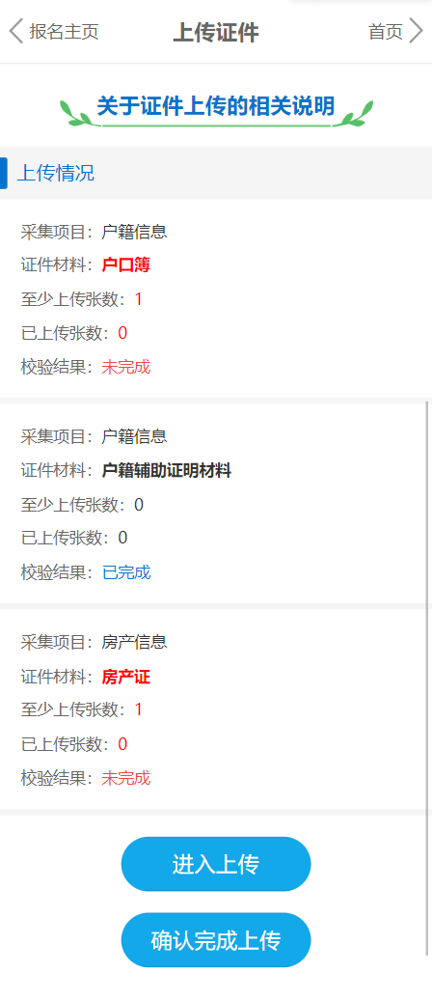 报名主页 上传证件 首页
关于证件上传的相关说明
上传情况
采集项目：户籍信息
证件材料：户口簿
至少上传张数：1
已上传张数：0
校验结果：未完成
采集项目：户籍信息
证件材料：户籍辅助证明材料
至少上传张数：0
已上传张数：0
校验结果：已完成
采集项目：房产信息
证件材料：房产证
至少上传张数：1
已上传张数：0
校验结果：未完成
进入上传
确认完成上传